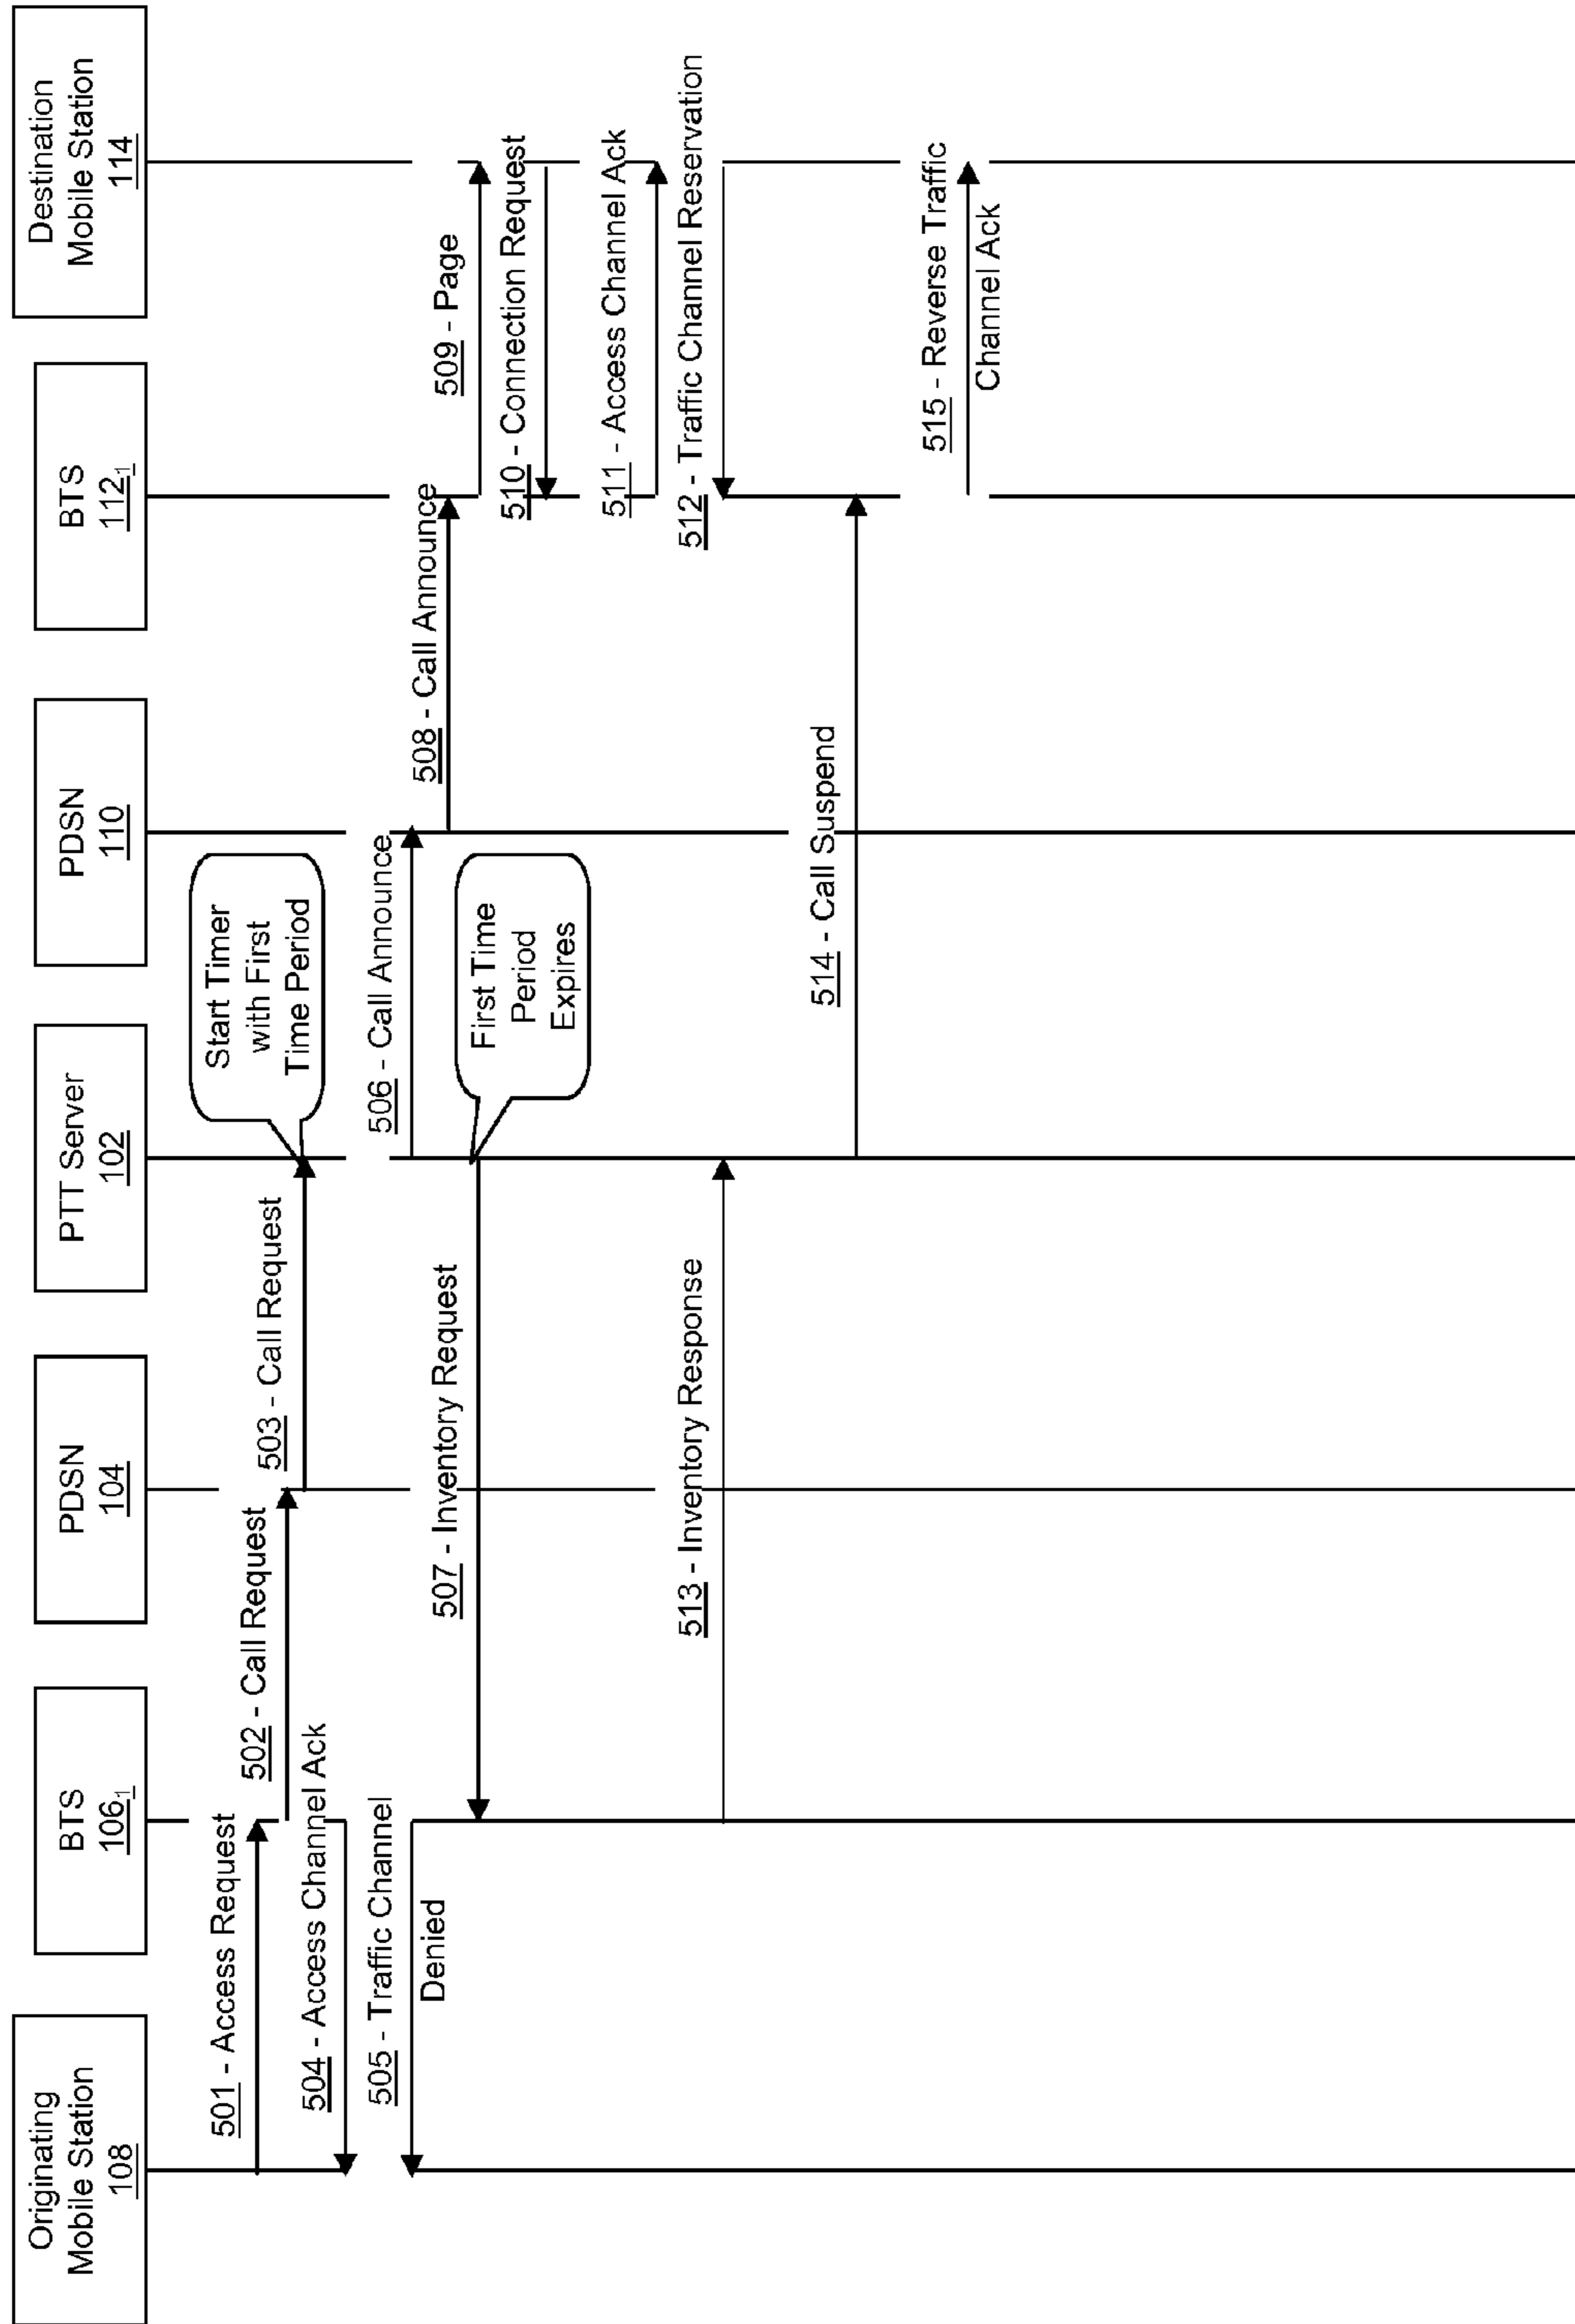 Originating
Mobile Station
108
BTS
106₁
PDSN
104
PTT Server
102
PDSN
110
BTS
112₁
Destination
Mobile Station
114
501 - Access Request
502 - Call Request
503 - Call Request
Start Timer
with First
Time Period
504 - Access Channel Ack
505 - Traffic Channel
Denied
506 - Call Announce
508 - Call Announce
507 - Inventory Request
First Time
Period
Expires
509 - Page
510 - Connection Request
511 - Access Channel Ack
512 - Traffic Channel Reservation
513 - Inventory Response
514 - Call Suspend
515 - Reverse Traffic
Channel Ack